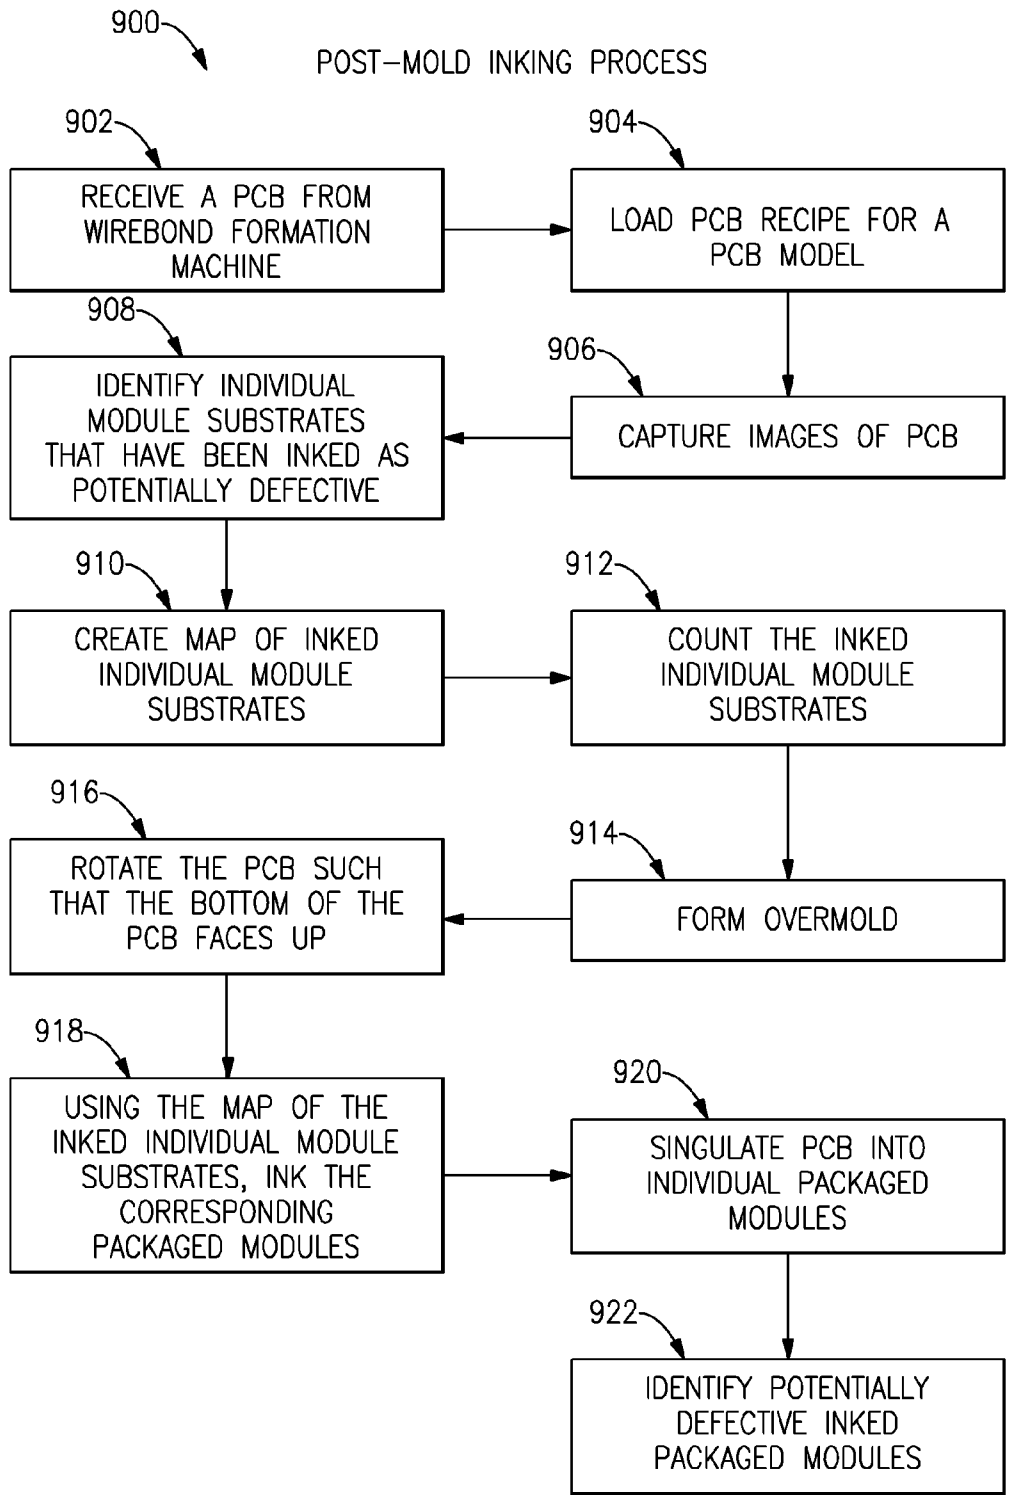 900
POST-MOLD INKING PROCESS
902
RECEIVE A PCB FROM
WIREBOND FORMATION
MACHINE
904
LOAD PCB RECIPE FOR A
PCB MODEL
906
CAPTURE IMAGES OF PCB
908
IDENTIFY INDIVIDUAL
MODULE SUBSTRATES
THAT HAVE BEEN INKED AS
POTENTIALLY DEFECTIVE
910
CREATE MAP OF INKED
INDIVIDUAL MODULE
SUBSTRATES
912
COUNT THE INKED
INDIVIDUAL MODULE
SUBSTRATES
914
FORM OVERMOLD
916
ROTATE THE PCB SUCH
THAT THE BOTTOM OF THE
PCB FACES UP
918
USING THE MAP OF THE
INKED INDIVIDUAL MODULE
SUBSTRATES, INK THE
CORRESPONDING
PACKAGED MODULES
920
SINGULATE PCB INTO
INDIVIDUAL PACKAGED
MODULES
922
IDENTIFY POTENTIALLY
DEFECTIVE INKED
PACKAGED MODULES